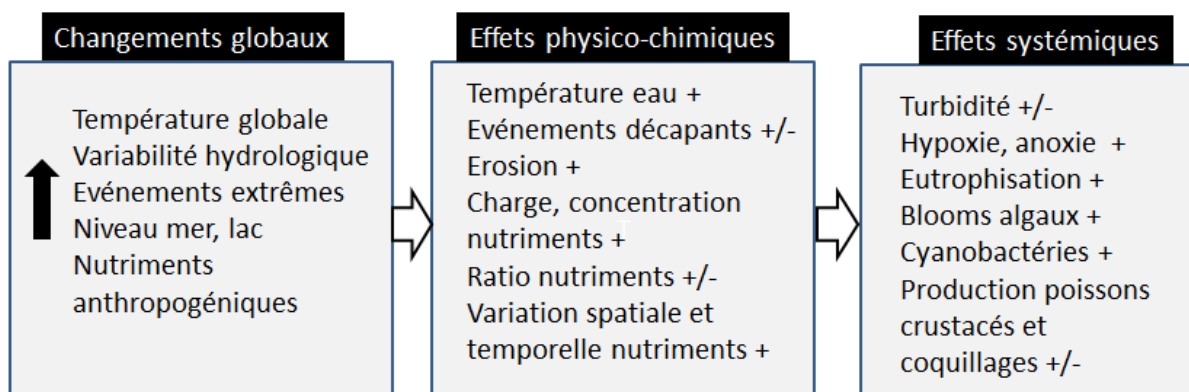 Changements globaux
Température globale
Variabilité hydrologique
Evénements extrêmes
Niveau mer, lac
Nutriments
anthropogéniques
Effets physico-chimiques
Température eau +
Evénements décapants +/-
Erosion +
Charge, concentration
nutriments +
Ratio nutriments +/-
Variation spatiale et
temporelle nutriments +
Effets systémiques
Turbidité +/-
Hypoxie, anoxie +
Eutrophisation +
Blooms algaux +
Cyanobactéries +
Production poissons
crustacés et
coquillages +/-